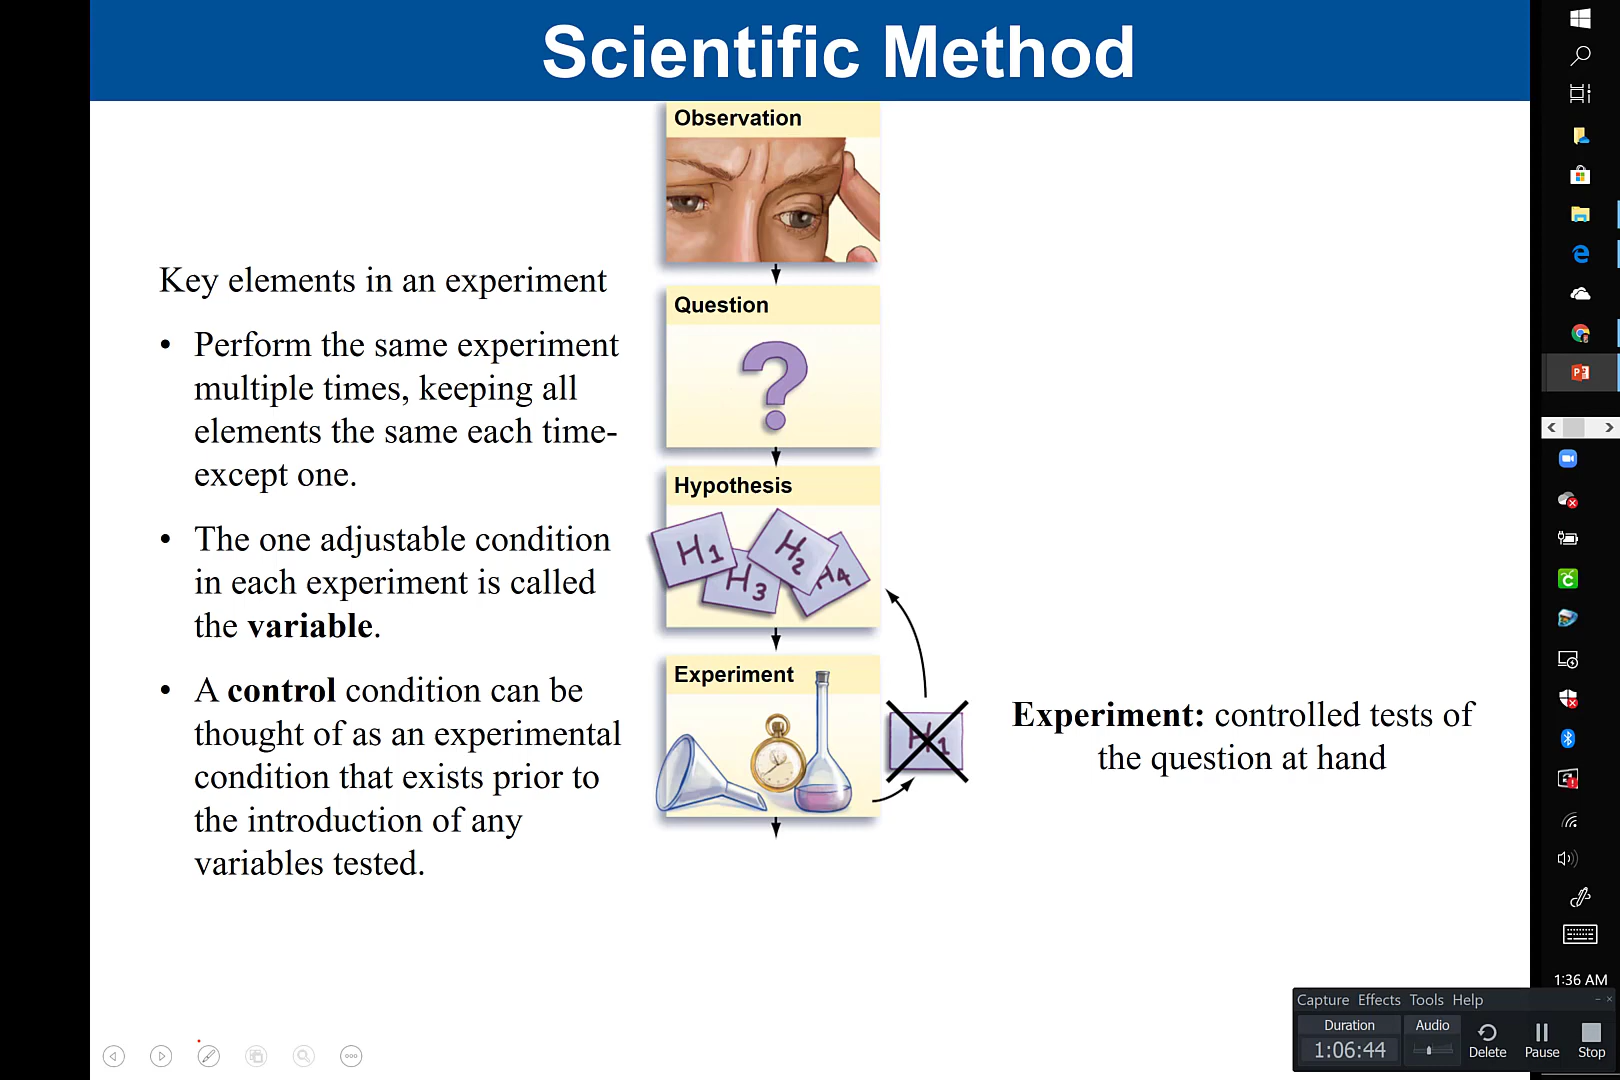 Scientific Method
Observation
Key elements in an experiment
• Perform the same experiment
multiple times, keeping all
elements the same each time-
except one.
• The one adjustable condition
in each experiment is called
the variable.
• A control condition can be
thought of as an experimental
condition that exists prior to
the introduction of any
variables tested.
Question
?
Hypothesis
H1
H2
H3
H4
Experiment
H1
Experiment: controlled tests of
the question at hand
1:36 AM
Capture Effects Tools Help
Duration
1:06:44
Audio
Delete
Pause
Stop